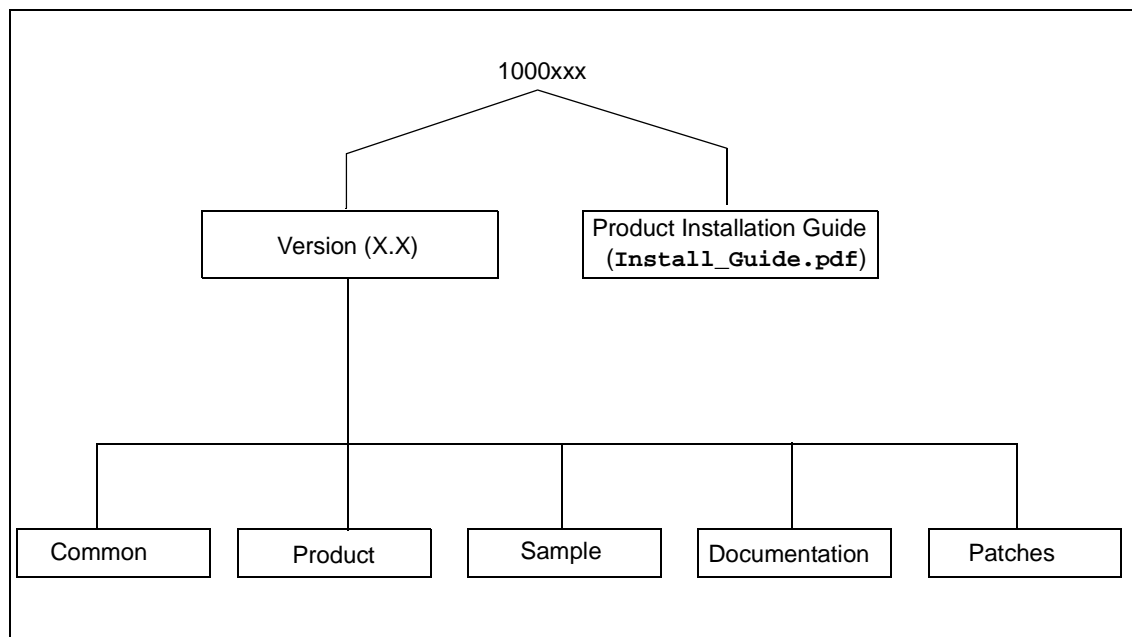 1000xxx
Version (X.X)
Product Installation Guide
(Install_Guide.pdf)
Common
Product
Sample
Documentation
Patches